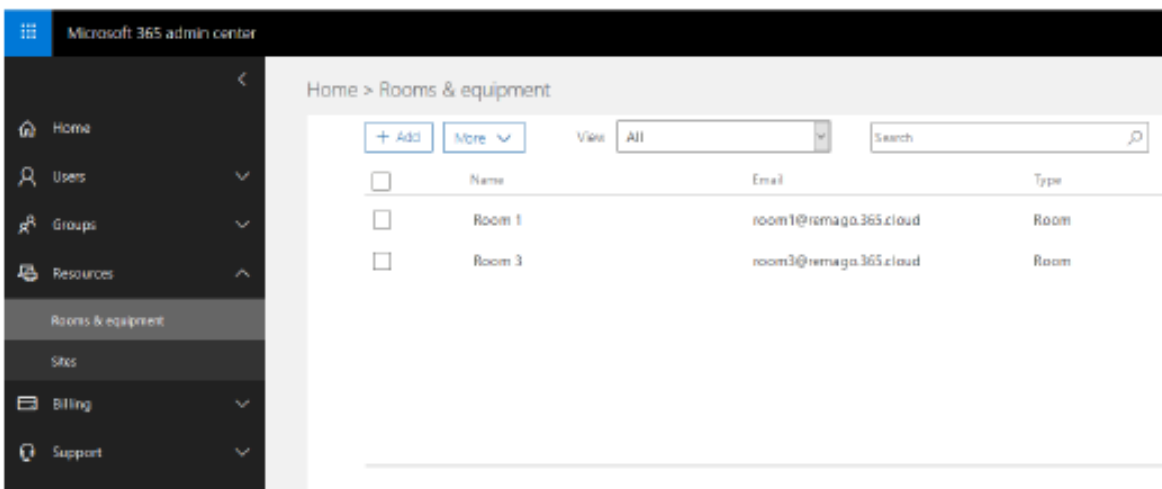 Microsoft 365 admin center
Home > Rooms & equipment
Home
Users
Groups
Resources
Rooms & equipment
Sites
Billing
Support
+ Add More View All Search
Name Email Type
Room 1 room1@remago.365.cloud Room
Room 3 room3@remago.365.cloud Room